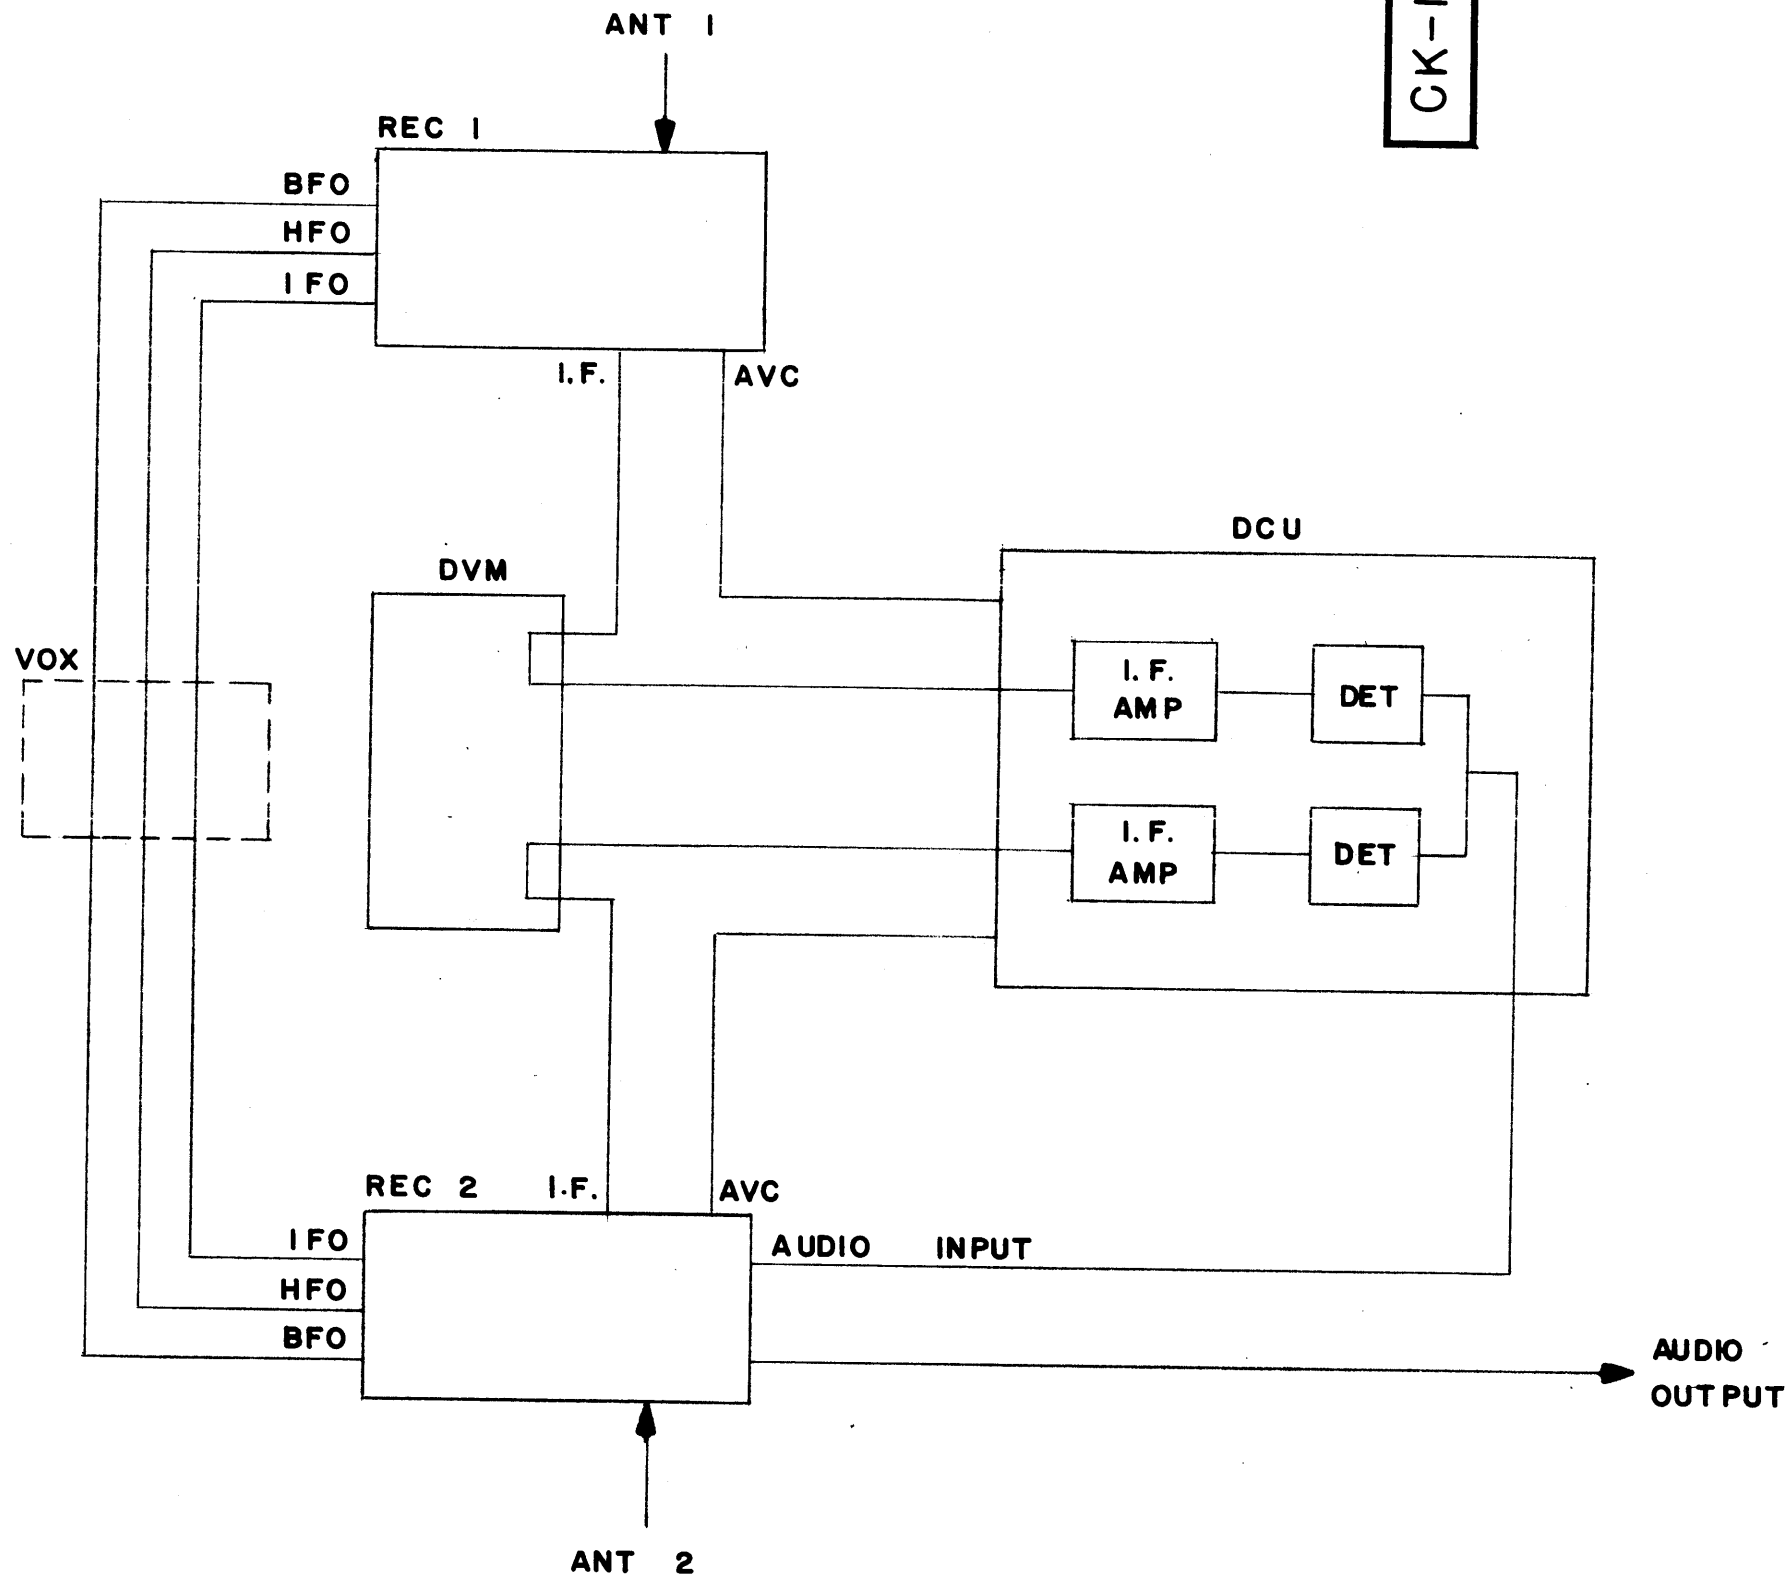 ANT 1
CK-
REC 1
BFO
HFO
IFO
I.F.
AVC
DCU
DVM
VOX
I.F.
AMP
DET
I.F.
AMP
DET
REC 2
I.F.
AVC
IFO
HFO
BFO
AUDIO INPUT
AUDIO
OUTPUT
ANT 2